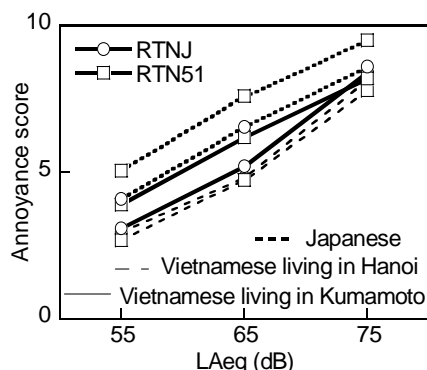 10
RTNJ
RTN51
Annoyance score
5
Japanese
Vietnamese living in Hanoi
Vietnamese living in Kumamoto
0
55 65 75
LAeq (dB)